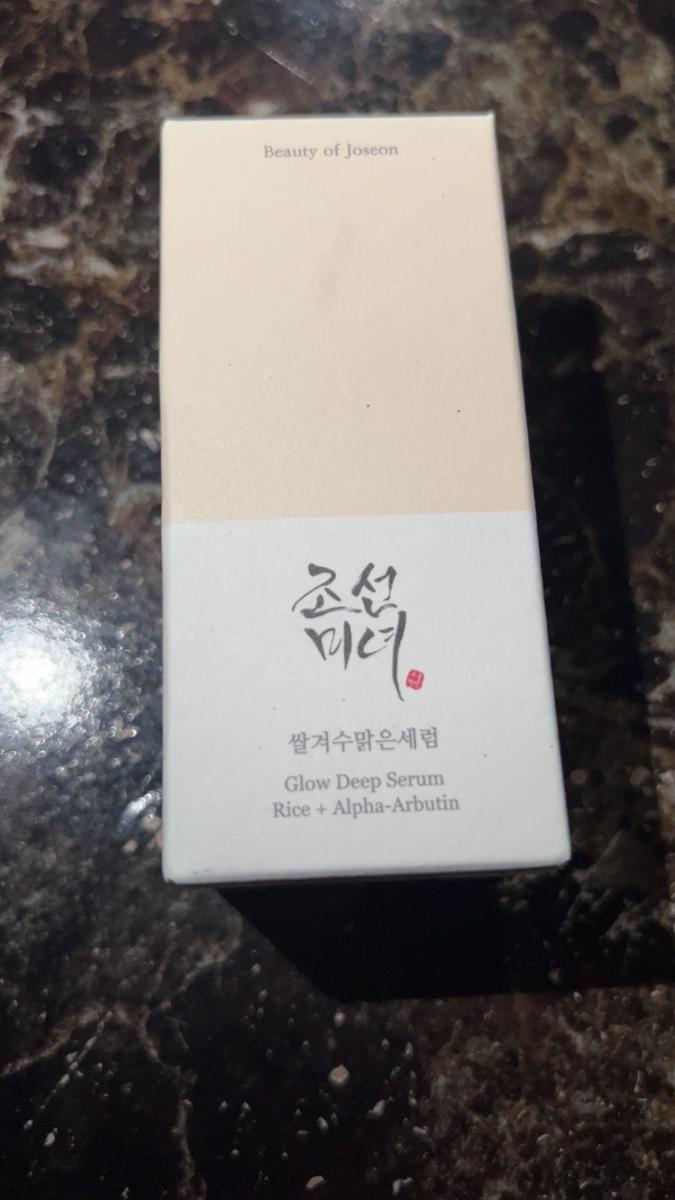 Beauty of Joseon
조선
미녀
쌀겨수맑은세럼
Glow Deep Serum
Rice + Alpha-Arbutin